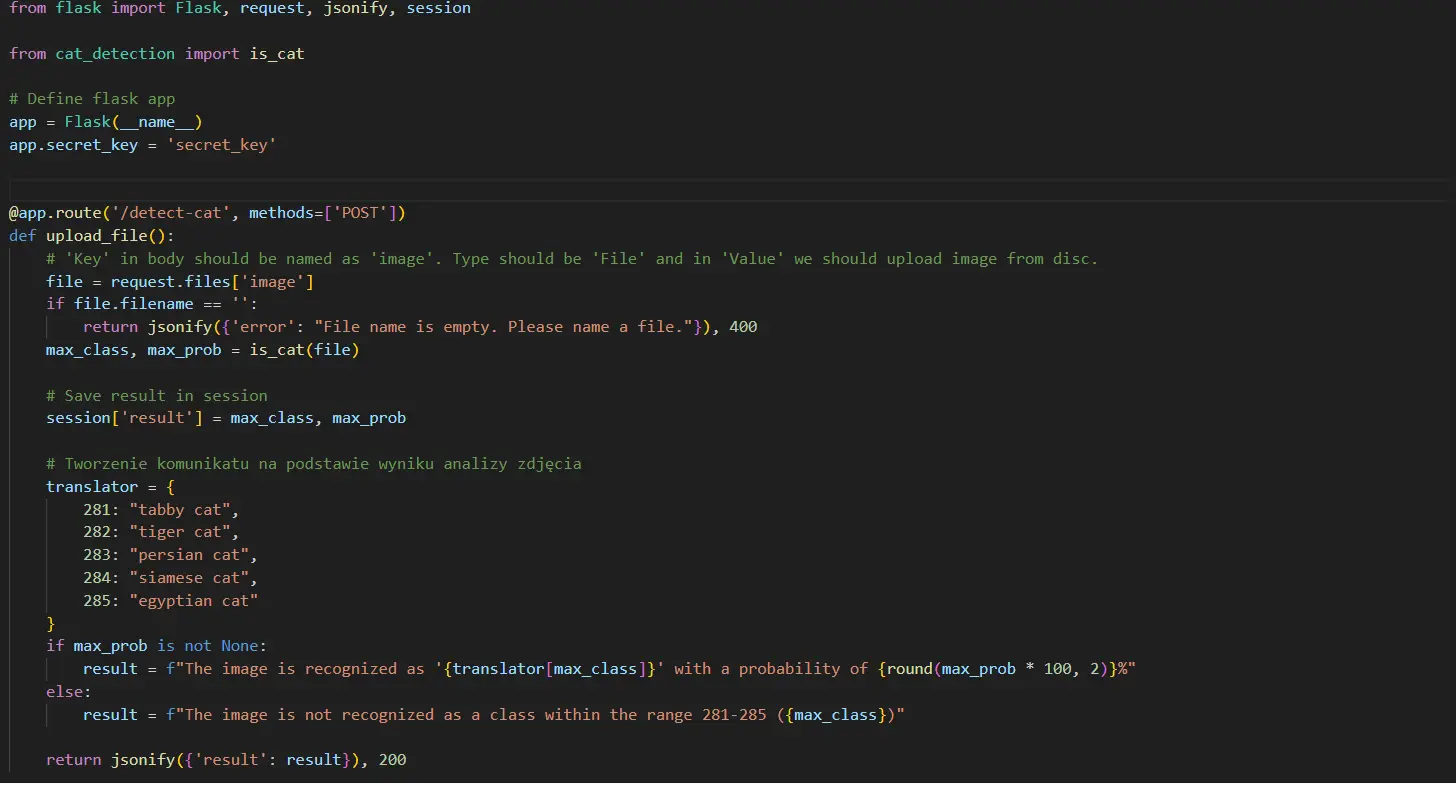 from flask import Flask, request, jsonify, session
from cat_detection import is_cat
# Define flask app
app = Flask(__name__)
app.secret_key = 'secret_key'
@app.route('/detect-cat', methods=['POST'])
def upload_file():
    # 'Key' in body should be named as 'image'. Type should be 'File' and in 'Value' we should upload image from disc.
    file = request.files['image']
    if file.filename == '':
        return jsonify({'error': "File name is empty. Please name a file."}), 400
    max_class, max_prob = is_cat(file)
    # Save result in session
    session['result'] = max_class, max_prob
    # Tworzenie komunikatu na podstawie wyniku analizy zdjęcia
    translator = {
        281: "tabby cat",
        282: "tiger cat",
        283: "persian cat",
        284: "siamese cat",
        285: "egyptian cat"
    }
    if max_prob is not None:
        result = f"The image is recognized as '{translator[max_class]}' with a probability of {round(max_prob * 100, 2)}%"
    else:
        result = f"The image is not recognized as a class within the range 281-285 ({max_class})"
    return jsonify({'result': result}), 200